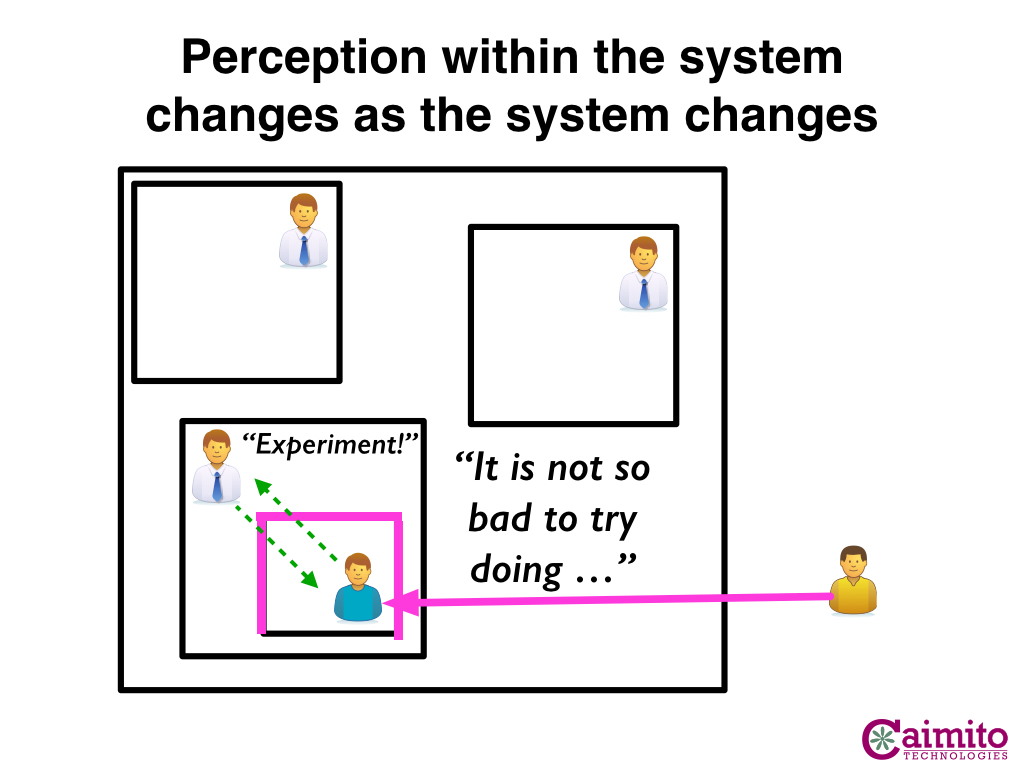 Perception within the system
changes as the system changes
“Experiment!”
“It is not so
bad to try
doing …”
Caimito
TECHNOLOGIES